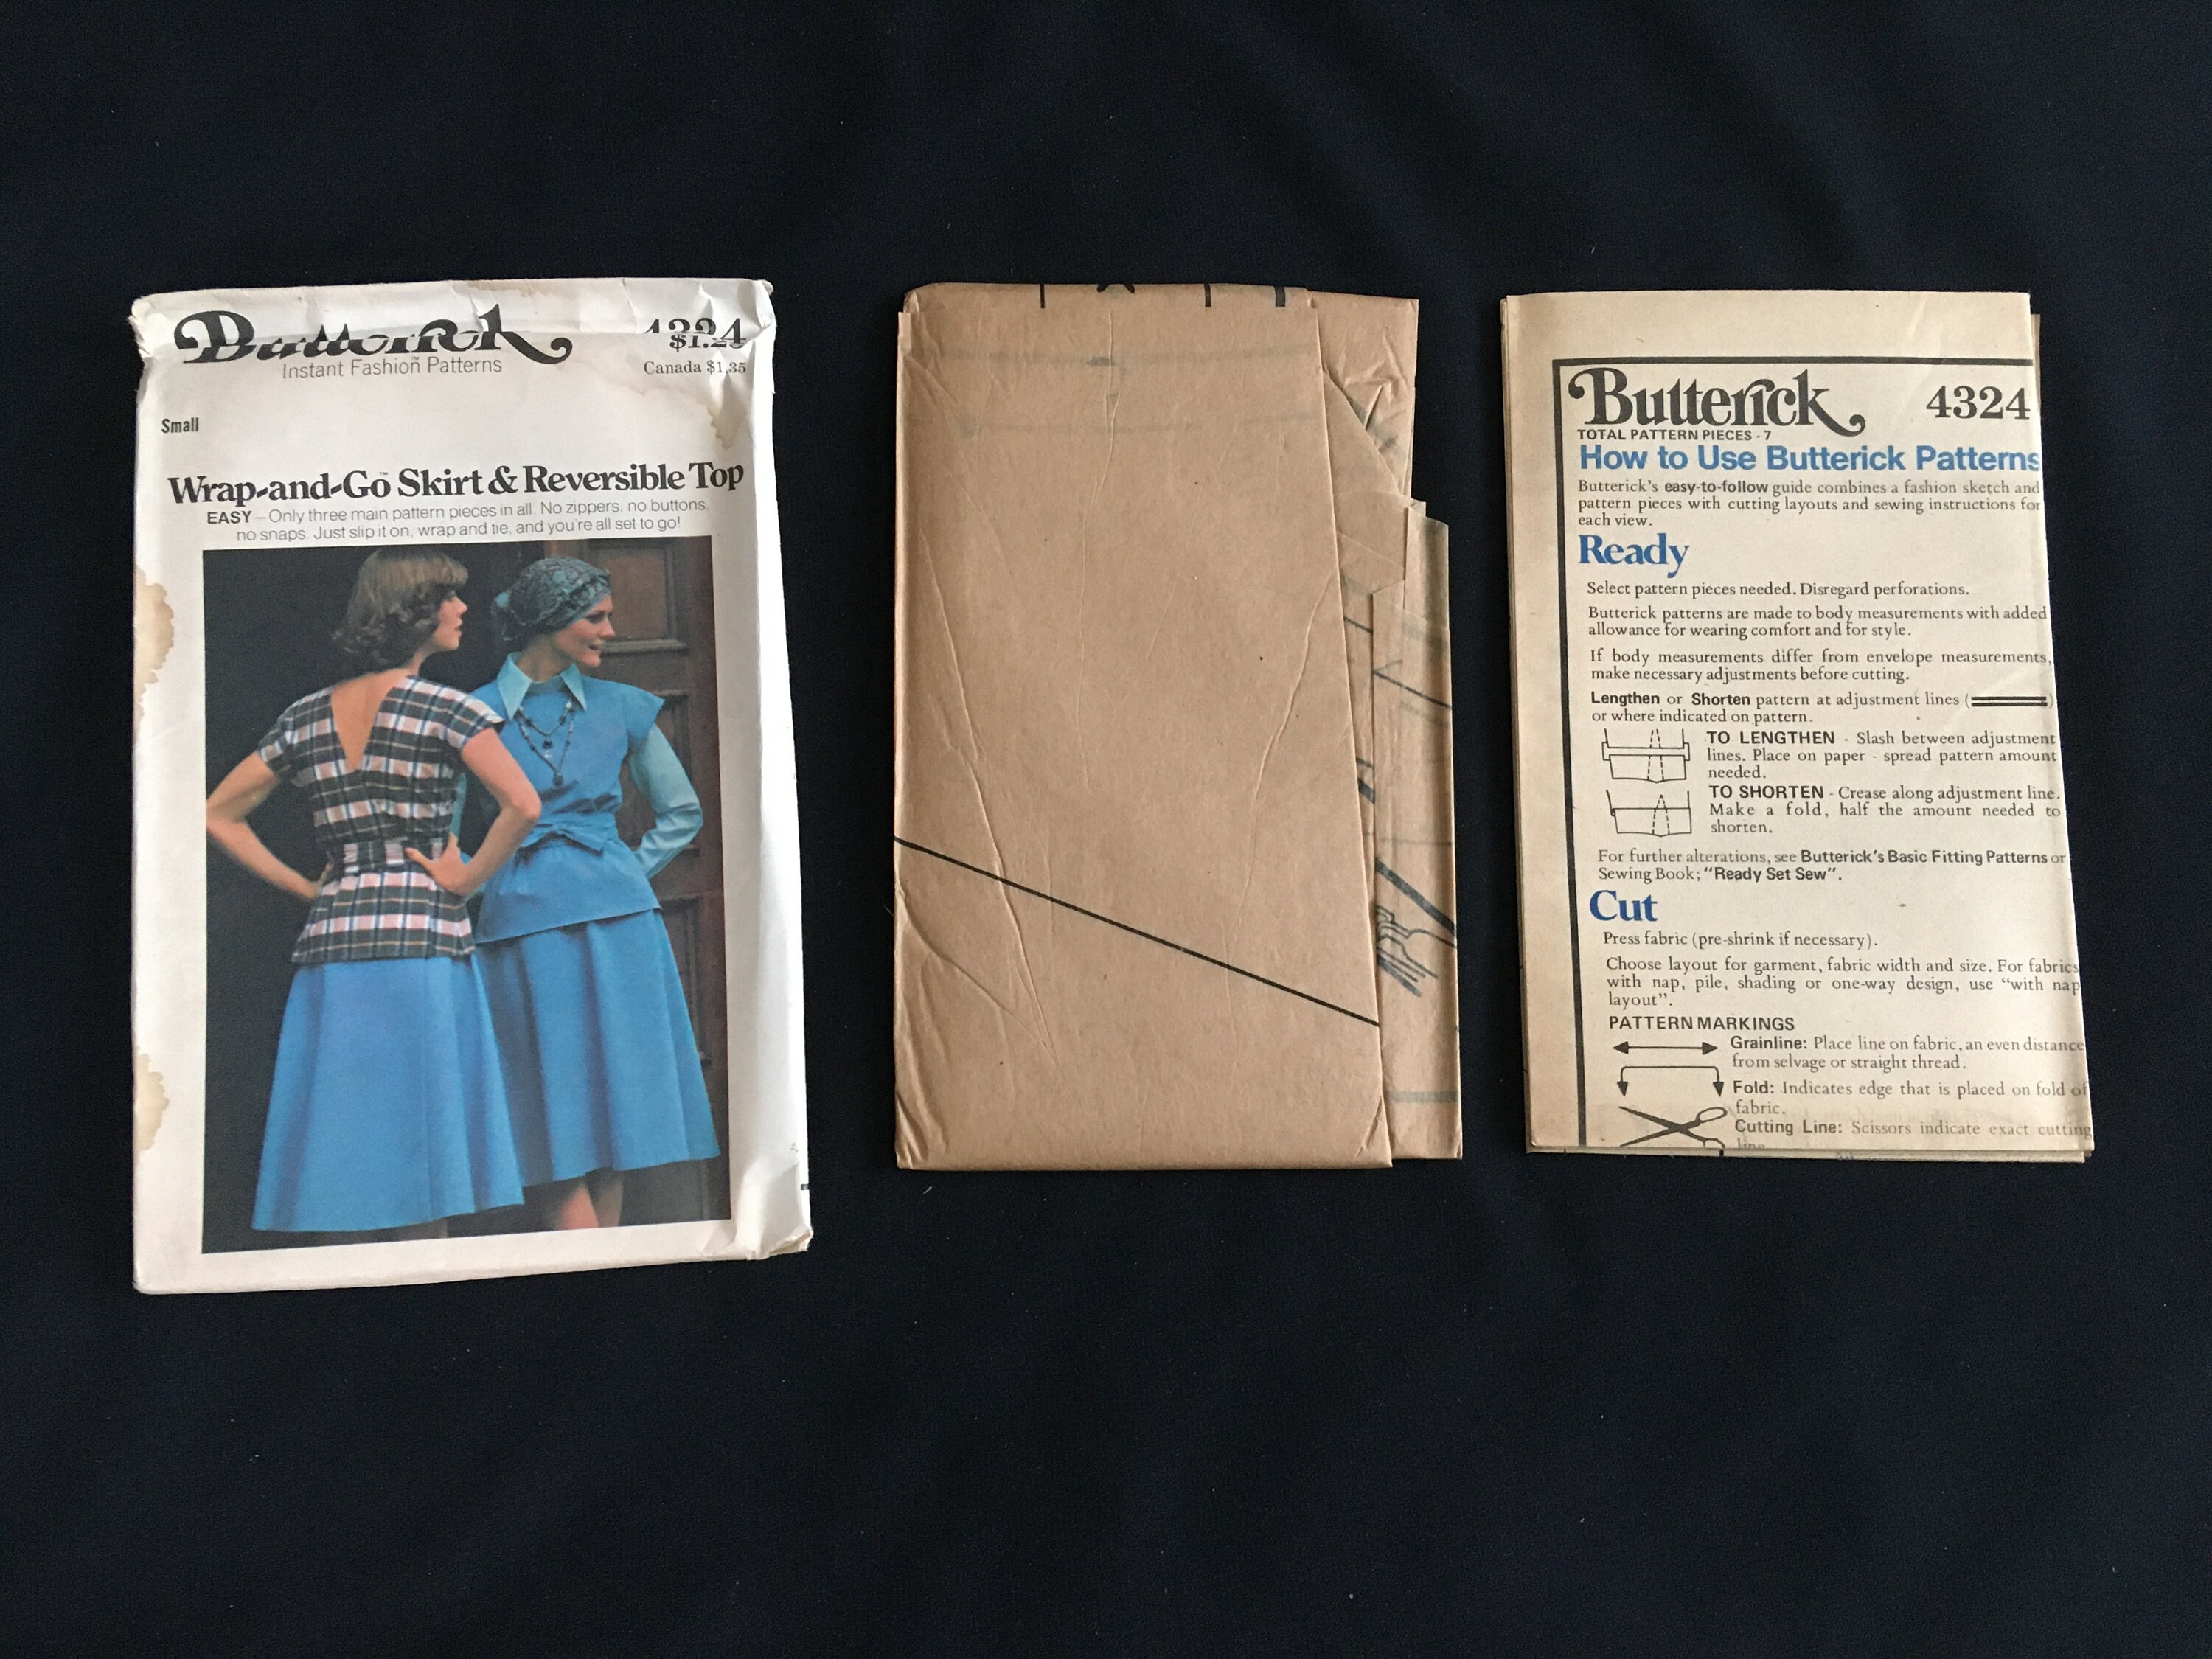 Butterick
4324
$1.25
Instant Fashion™ Patterns
Canada $1.35
Small
Wrap-and-Go™ Skirt & Reversible Top
EASY — Only three main pattern pieces in all. No zippers, no buttons,
no snaps. Just slip it on, wrap and tie, and you're all set to go!
Butterick 4324
TOTAL PATTERN PIECES - 7
How to Use Butterick Patterns
Butterick's easy-to-follow guide combines a fashion sketch and
pattern pieces with cutting layouts and sewing instructions for
each view.
Ready
Select pattern pieces needed. Disregard perforations.
Butterick patterns are made to body measurements with added
allowance for wearing comfort and for style.
If body measurements differ from envelope measurements,
make necessary adjustments before cutting.
Lengthen or Shorten pattern at adjustment lines ( )
or where indicated on pattern.
TO LENGTHEN - Slash between adjustment
lines. Place on paper - spread pattern amount
needed.
TO SHORTEN - Crease along adjustment line.
Make a fold, half the amount needed to
shorten.
For further alterations, see Butterick's Basic Fitting Patterns or
Sewing Book; "Ready Set Sew".
Cut
Press fabric (pre-shrink if necessary).
Choose layout for garment, fabric width and size. For fabrics
with nap, pile, shading or one-way design, use "with nap
layout".
PATTERN MARKINGS
Grainline: Place line on fabric, an even distance
from selvage or straight thread.
Fold: Indicates edge that is placed on fold of
fabric.
Cutting Line: Scissors indicate exact cutting
line.